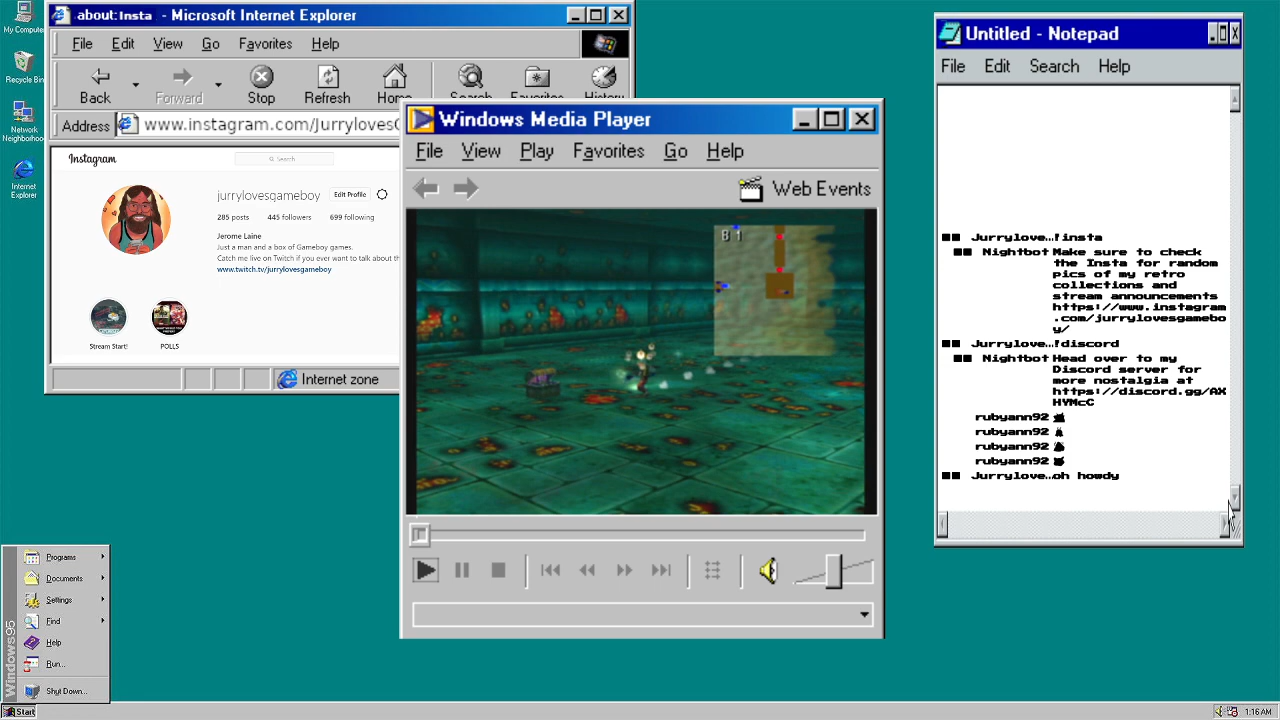 My Compute
Recycle Bin
Network
Neighborhoo
Internet
Explorer
about:Insta - Microsoft Internet Explorer
File Edit View Go Favorites Help
Back Forward Stop Refresh Home Search Favorites History
Address www.instagram.com/JurrylovesG
Instagram Search
jurrylovesgameboy Edit Profile
285 posts 445 followers 699 following
Jerome Laine
Just a man and a box of Gameboy games.
Catch me live on Twitch if you ever want to talk about th
www.twitch.tv/jurrylovesgameboy
Stream Start! POLLS
Internet zone
Windows Media Player
File View Play Favorites Go Help
Web Events
B1
Untitled - Notepad
File Edit Search Help
Jurrylove…!insta
Nightbot Make sure to check
the Insta for random
pics of my retro
collections and
stream announcements
https://www.instagram
.com/jurrylovesgamebo
y/
Jurrylove…!discord
Nightbot Head over to my
Discord server for
more nostalgia at
https://discord.gg/AX
HYMcC
rubyann92
rubyann92
rubyann92
rubyann92
Jurrylove…oh howdy
Windows95
Programs
Documents
Settings
Find
Help
Run...
Shut Down...
Start
1:16 AM